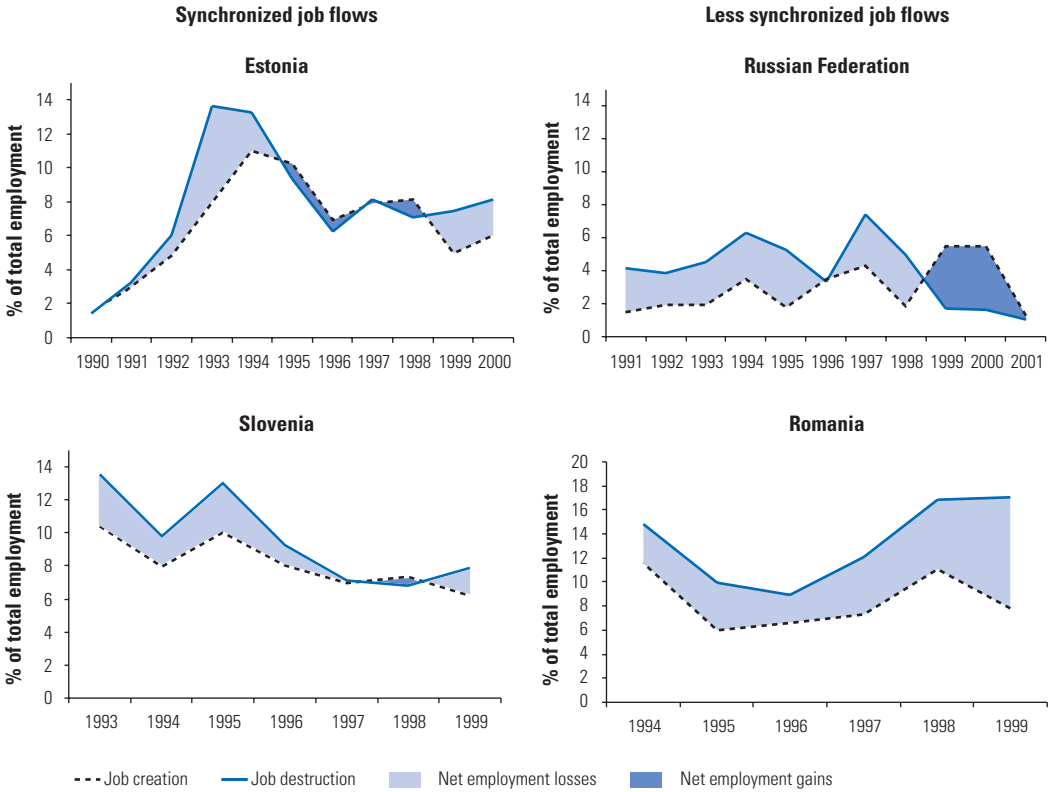 Synchronized job flows
Less synchronized job flows
Estonia
% of total employment
14
12
10
8
6
4
2
0
1990 1991 1992 1993 1994 1995 1996 1997 1998 1999 2000
Russian Federation
% of total employment
14
12
10
8
6
4
2
0
1991 1992 1993 1994 1995 1996 1997 1998 1999 2000 2001
Slovenia
% of total employment
14
12
10
8
6
4
2
0
1993 1994 1995 1996 1997 1998 1999
Romania
% of total employment
20
18
16
14
12
10
8
6
4
2
0
1994 1995 1996 1997 1998 1999
Job creation Job destruction Net employment losses Net employment gains